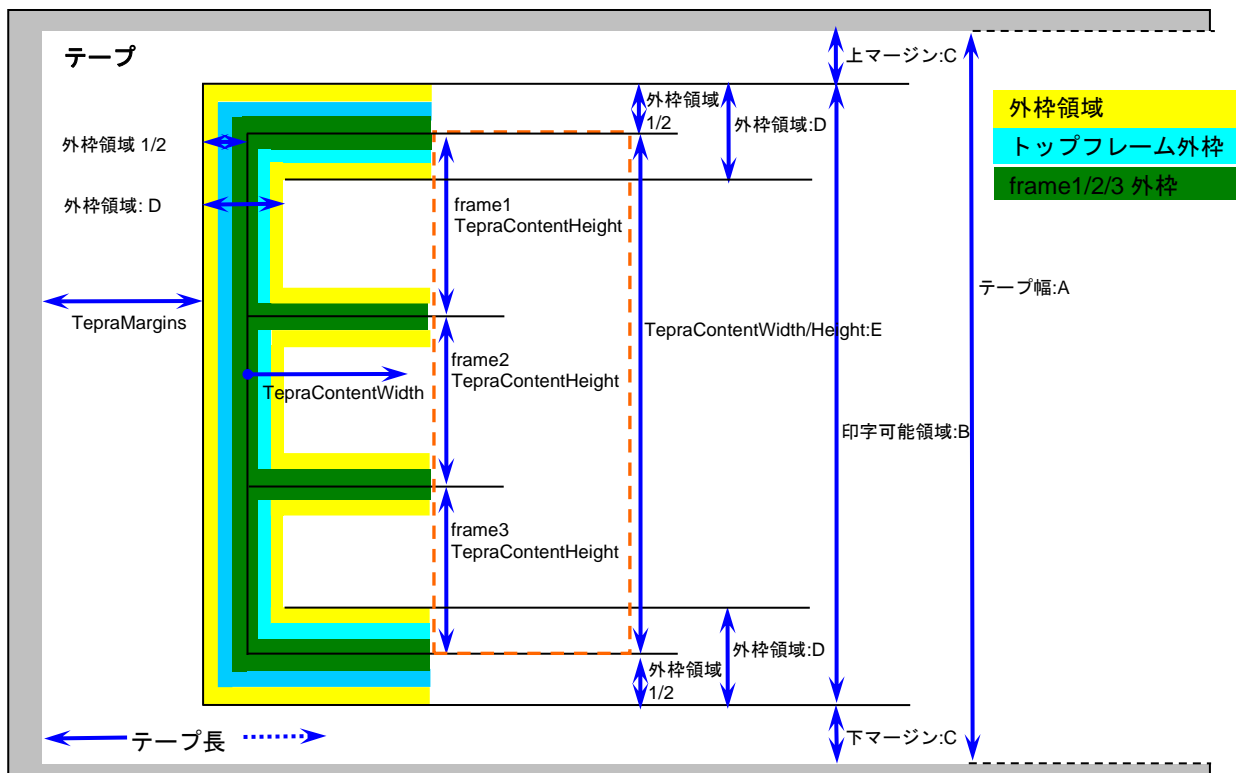 テープ
上マージン:C
外枠領域
1/2
外枠領域:D
外枠領域
トップフレーム外枠
frame1/2/3 外枠
外枠領域 1/2
外枠領域: D
frame1
TepraContentHeight
テープ幅:A
TepraMargins
TepraContentWidth/Height:E
frame2
TepraContentHeight
TepraContentWidth
印字可能領域:B
frame3
TepraContentHeight
外枠領域:D
外枠領域
1/2
テープ長
下マージン:C